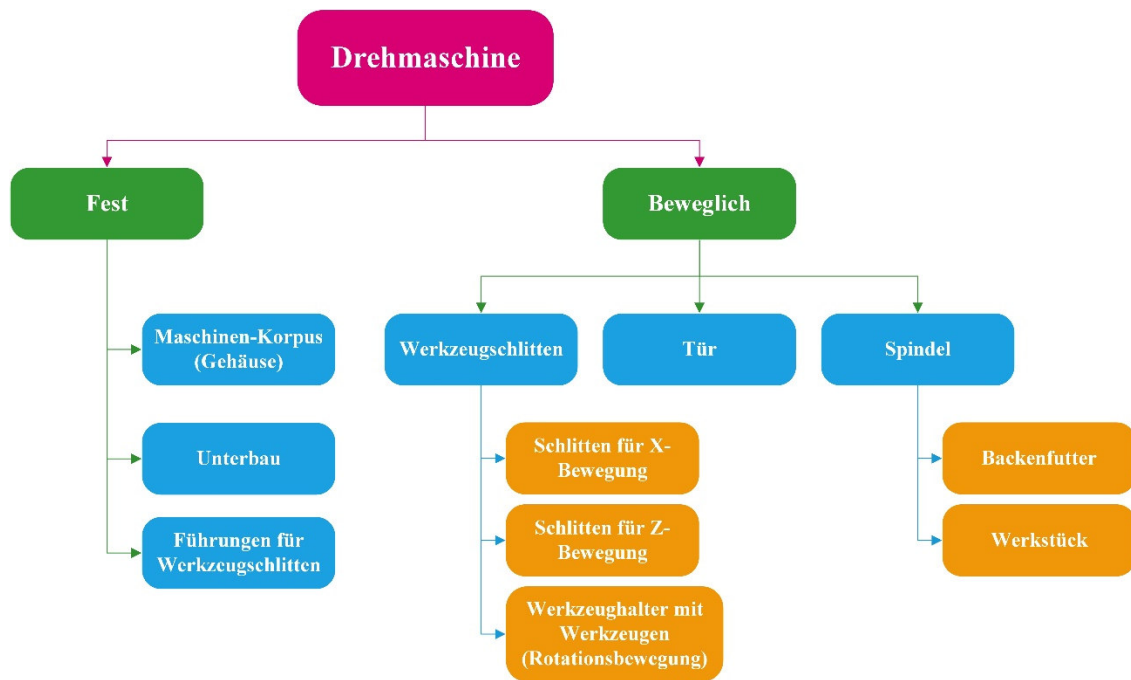 Drehmaschine
Fest
Beweglich
Maschinen-Korpus
(Gehäuse)
Unterbau
Führungen für
Werkzeugschlitten
Werkzeugschlitten
Tür
Spindel
Schlitten für X-
Bewegung
Schlitten für Z-
Bewegung
Werkzeughalter mit
Werkzeugen
(Rotationsbewegung)
Backenfutter
Werkstück